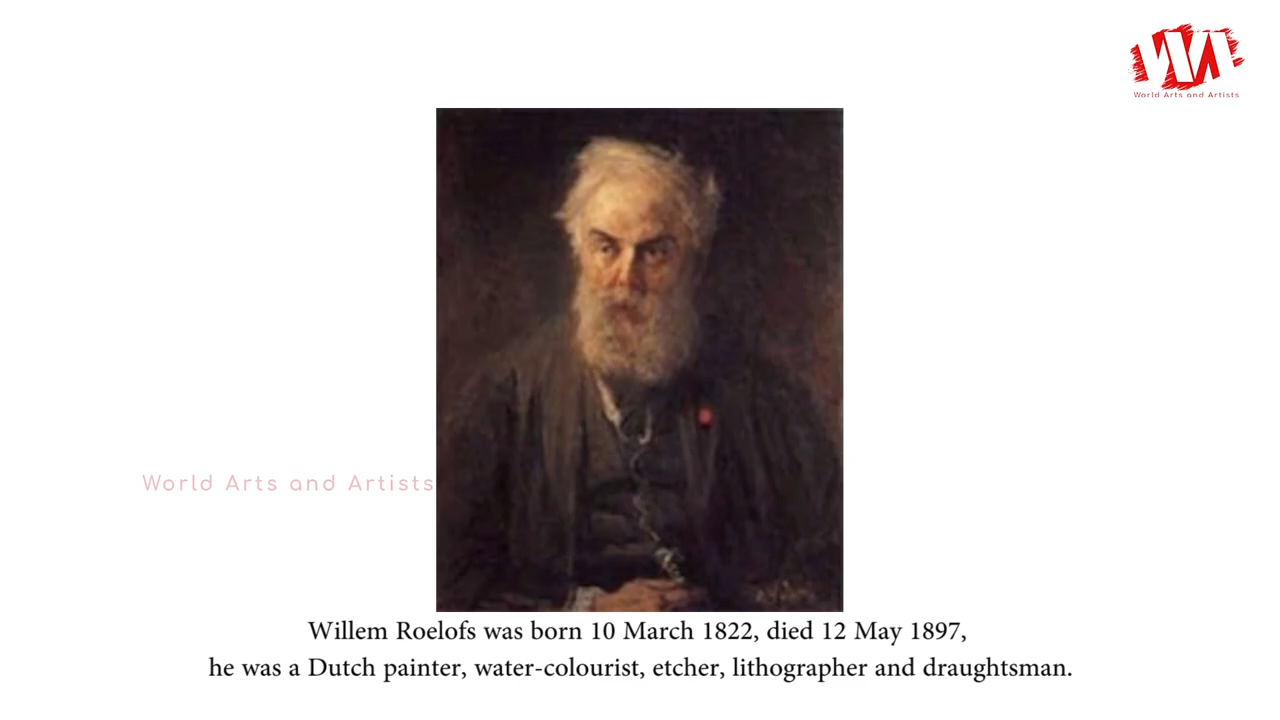 World Arts and Artists
World Arts and Artists
Willem Roelofs was born 10 March 1822, died 12 May 1897,
he was a Dutch painter, water-colourist, etcher, lithographer and draughtsman.